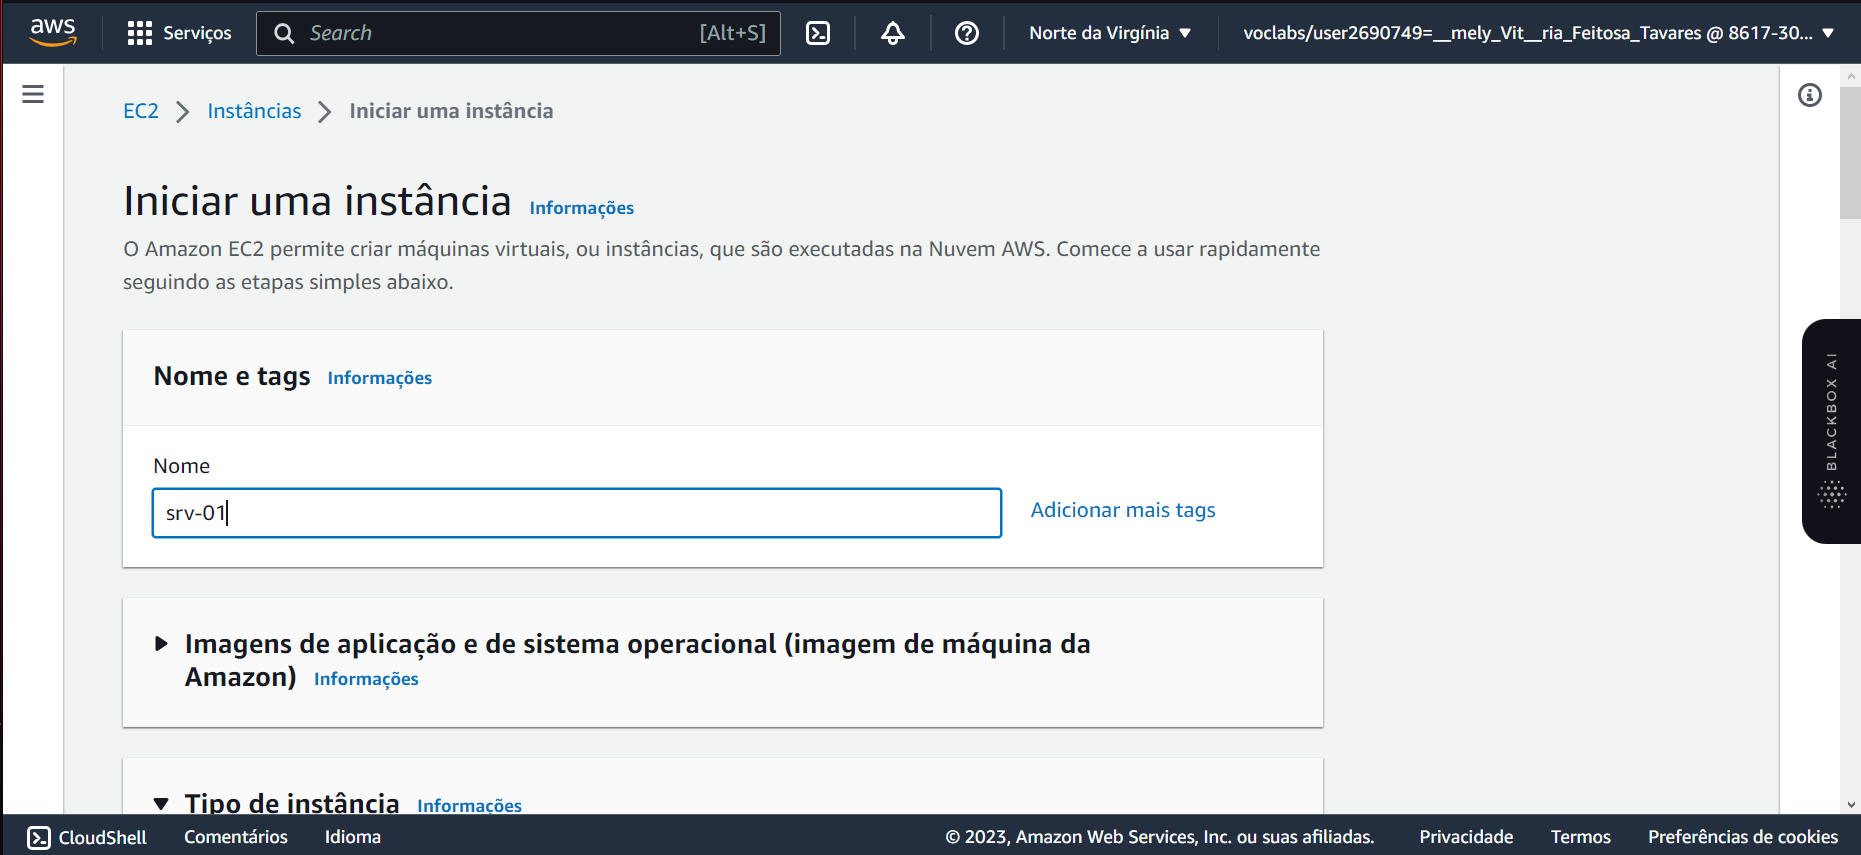 aws
Serviços
Search
[Alt+S]
Norte da Virgínia
voclabs/user2690749=__mely_Vit__ria_Feitosa_Tavares @ 8617-30...
EC2
Instâncias
Iniciar uma instância
Iniciar uma instância
Informações
O Amazon EC2 permite criar máquinas virtuais, ou instâncias, que são executadas na Nuvem AWS. Comece a usar rapidamente
seguindo as etapas simples abaixo.
Nome e tags
Informações
Nome
srv-01
Adicionar mais tags
Imagens de aplicação e de sistema operacional (imagem de máquina da
Amazon)
Informações
Tipo de instância
Informações
BLACKBOX AI
CloudShell
Comentários
Idioma
© 2023, Amazon Web Services, Inc. ou suas afiliadas.
Privacidade
Termos
Preferências de cookies